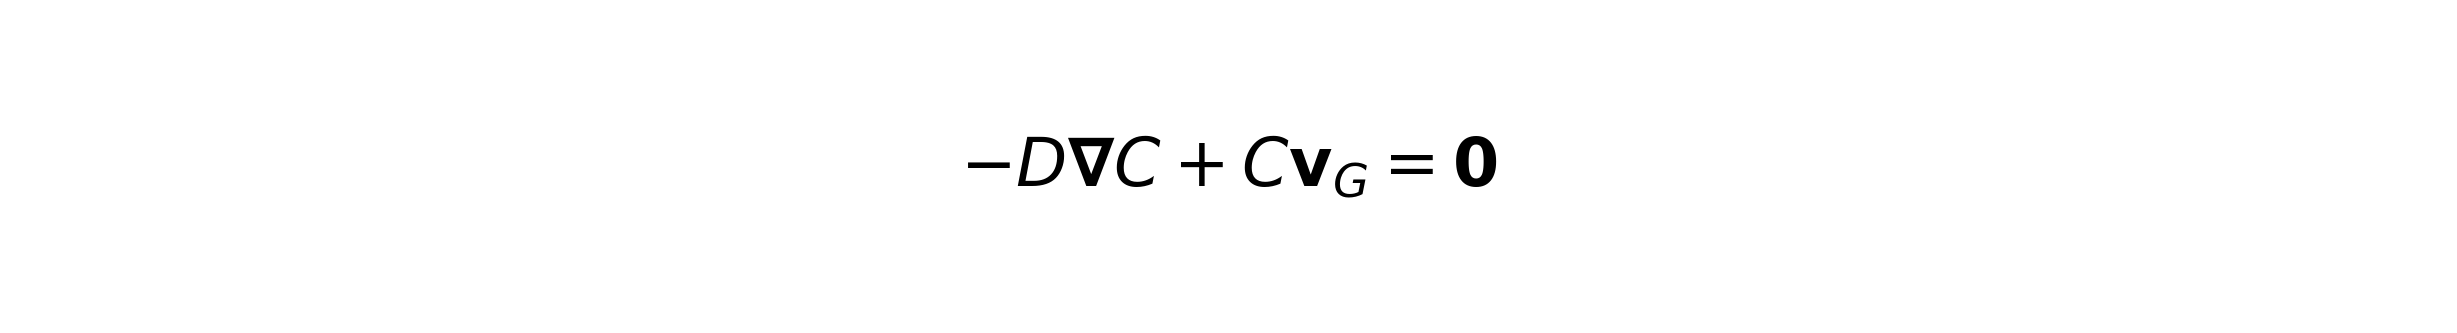 −D∇C + Cv_G = 0